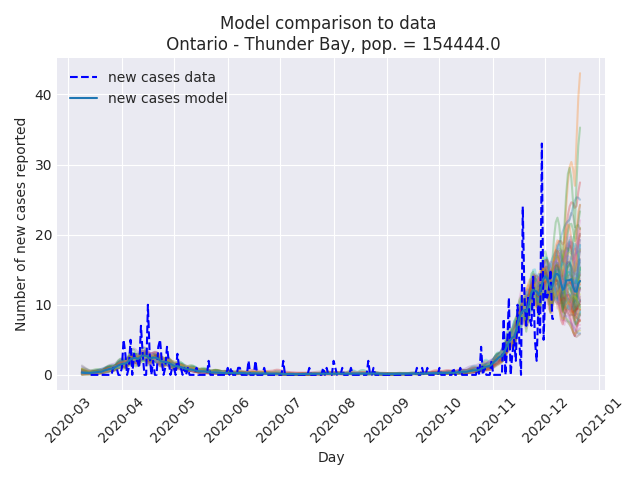 Model comparison to data
Ontario - Thunder Bay, pop. = 154444.0
new cases data
new cases model
Number of new cases reported
40
30
20
10
0
2020-03
2020-04
2020-05
2020-06
2020-07
2020-08
2020-09
2020-10
2020-11
2020-12
2021-01
Day